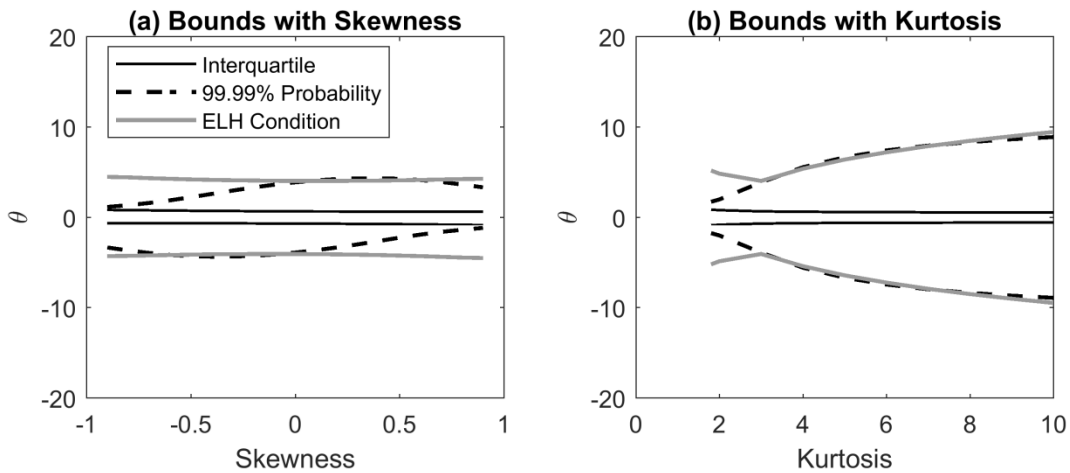 (a) Bounds with Skewness
20
10
0
-10
-20
θ
Interquartile
99.99% Probability
ELH Condition
-1
-0.5
0
0.5
1
Skewness
(b) Bounds with Kurtosis
20
10
0
-10
-20
θ
0
2
4
6
8
10
Kurtosis